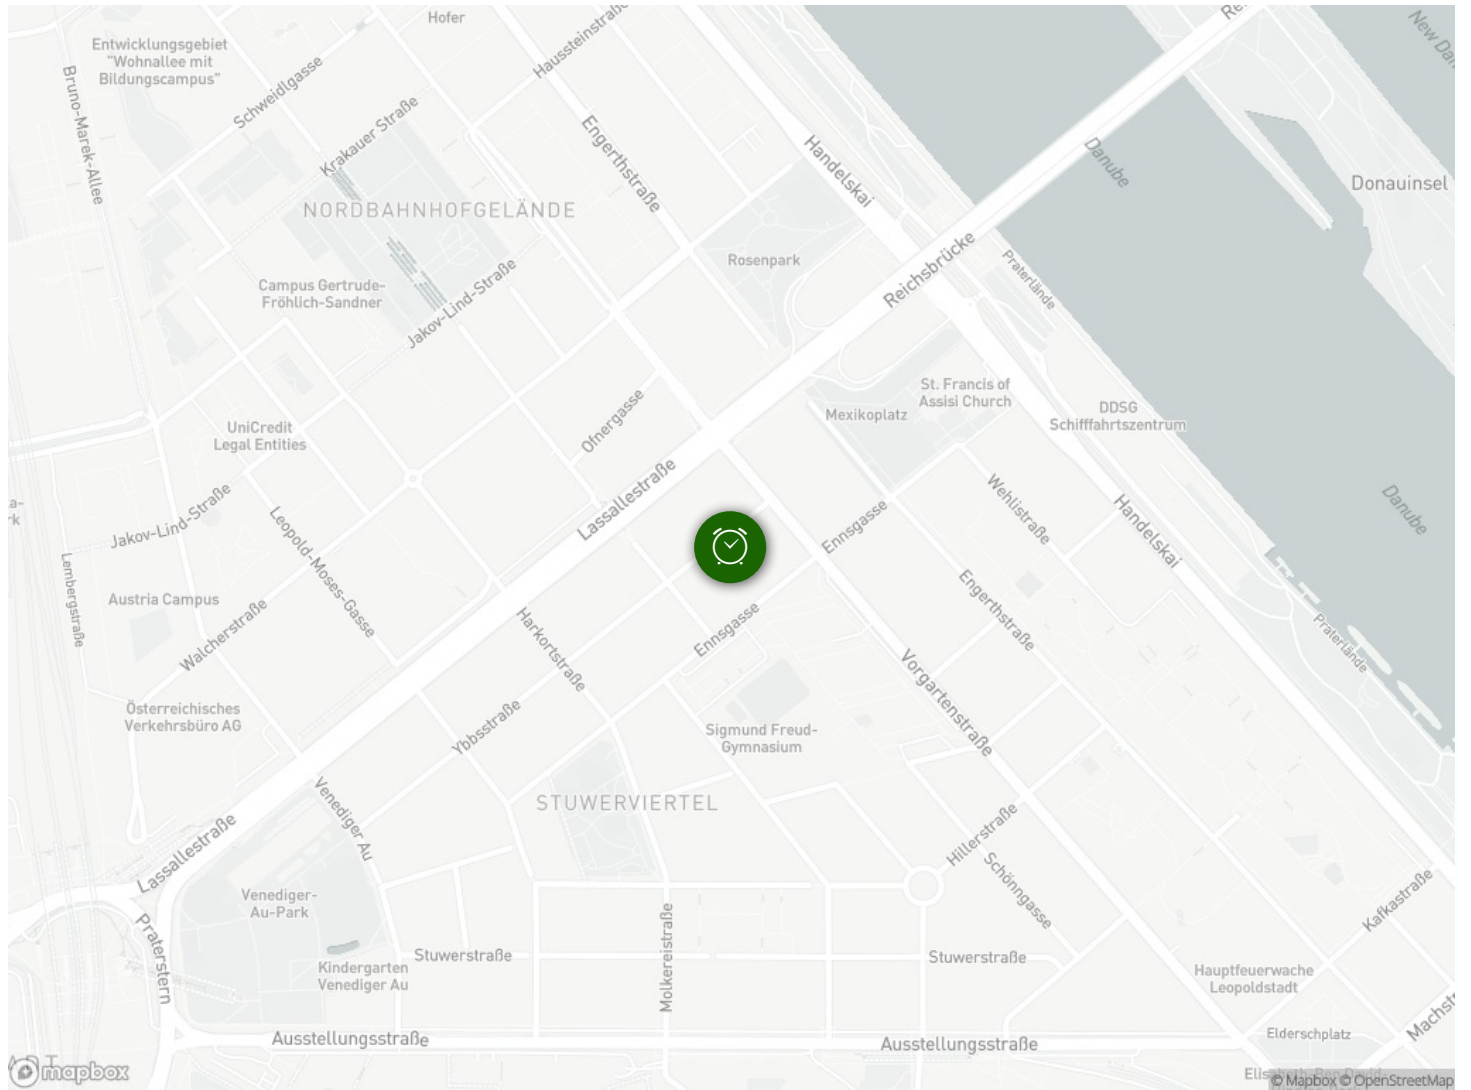 Hofer
Entwicklungsgebiet
"Wohnallee mit
Bildungscampus"
Bruno-Marek-Allee
Schweidlgasse
Haussteinstraße
Krakauer Straße
Engerthstraße
Handelskai
Danube
Donauinsel
NORDBAHNHOFGELÄNDE
Rosenpark
Reichsbrücke
Praterlände
Campus Gertrude-
Fröhlich-Sandner
Jakov-Lind-Straße
St. Francis of
Assisi Church
Mexikoplatz
DDSG
Schifffahrtszentrum
UniCredit
Legal Entities
Ofnergasse
Lassallestraße
Jakov-Lind-Straße
Leopold-Moses-Gasse
Ennsgasse
Wehlistraße
Handelskai
Danube
Lembergstraße
Austria Campus
Walcherstraße
Harkortstraße
Ennsgasse
Engerthstraße
Praterlände
Vorgartenstraße
Österreichisches
Verkehrsbüro AG
Ybbsstraße
Sigmund Freud-
Gymnasium
STUWERVIERTEL
Venediger Au
Lassallestraße
Hillerstraße
Schönngasse
Venediger-
Au-Park
Kafkastraße
Praterstern
Stuwerstraße
Molkereistraße
Stuwerstraße
Kindergarten
Venediger Au
Hauptfeuerwache
Leopoldstadt
Ausstellungsstraße
Ausstellungsstraße
Elderschplatz
mapbox
© Mapbox © OpenStreetMap